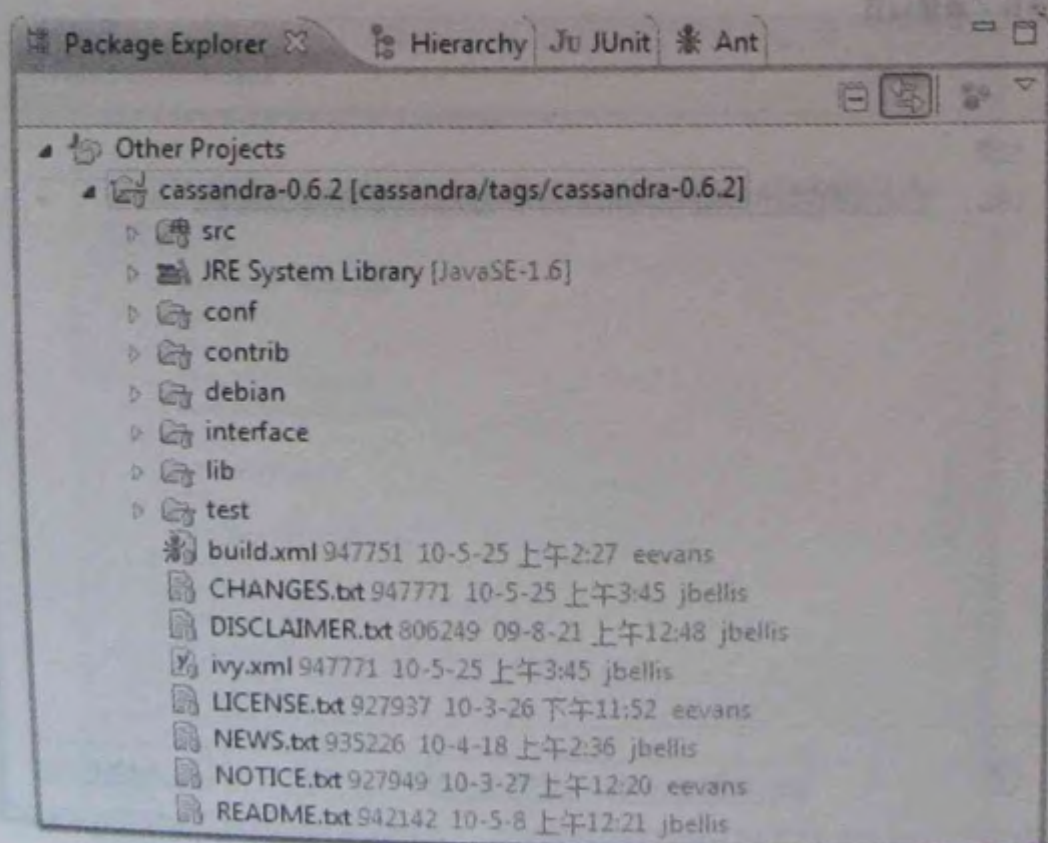 Package Explorer Hierarchy Ju JUnit Ant
Other Projects
cassandra-0.6.2 [cassandra/tags/cassandra-0.6.2]
src
JRE System Library [JavaSE-1.6]
conf
contrib
debian
interface
lib
test
build.xml 947751 10-5-25 上午2:27 eevans
CHANGES.txt 947771 10-5-25 上午3:45 jbellis
DISCLAIMER.txt 806249 09-8-21 上午12:48 jbellis
ivy.xml 947771 10-5-25 上午3:45 jbellis
LICENSE.txt 927937 10-3-26 下午11:52 eevans
NEWS.txt 935226 10-4-18 上午2:36 jbellis
NOTICE.txt 927949 10-3-27 上午12:20 eevans
README.txt 942142 10-5-8 上午12:21 jbellis